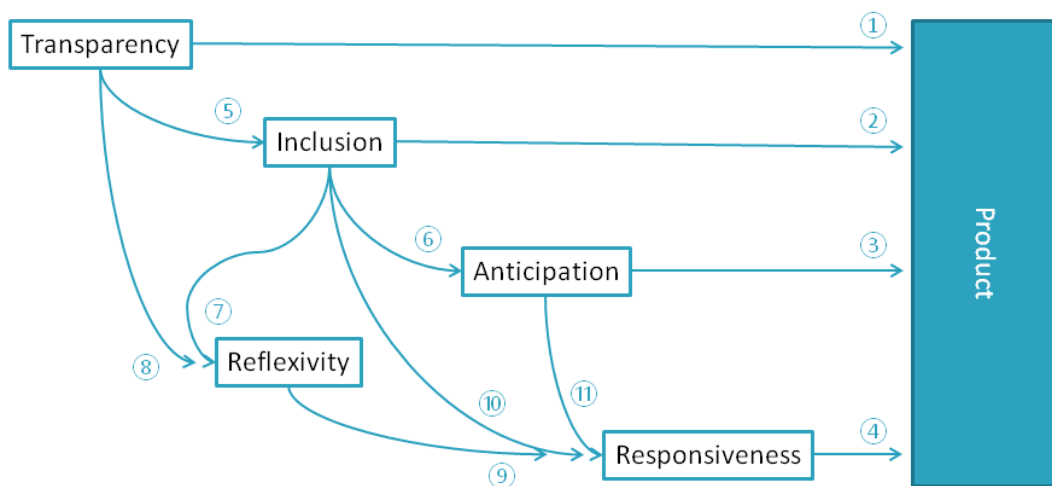 ①
Transparency
⑤
②
Inclusion
Product
⑥
③
Anticipation
⑦
⑧
Reflexivity
⑩
⑪
④
Responsiveness
⑨